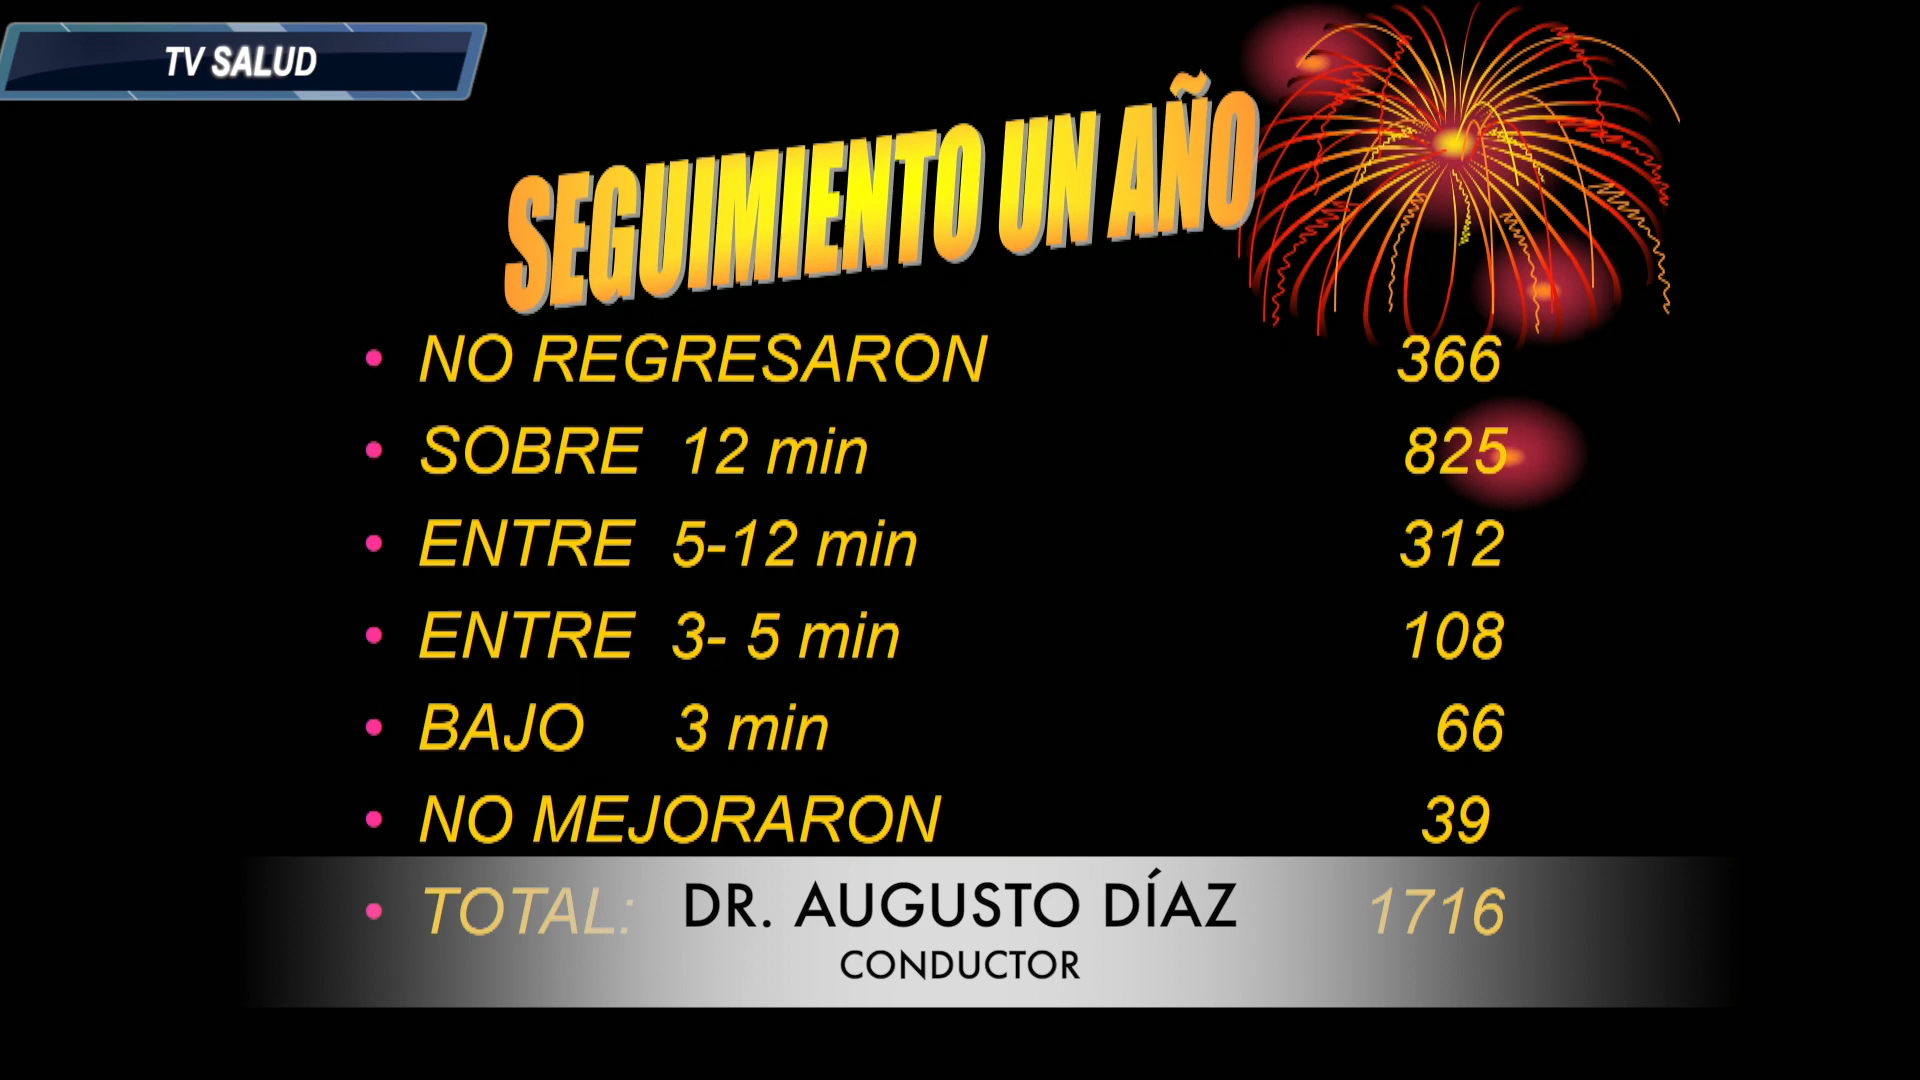 TV SALUD
SEGUIMIENTO UN AÑO
• NO REGRESARON 366
• SOBRE 12 min 825
• ENTRE 5-12 min 312
• ENTRE 3- 5 min 108
• BAJO 3 min 66
• NO MEJORARON 39
• TOTAL: 1716
DR. AUGUSTO DÍAZ
CONDUCTOR